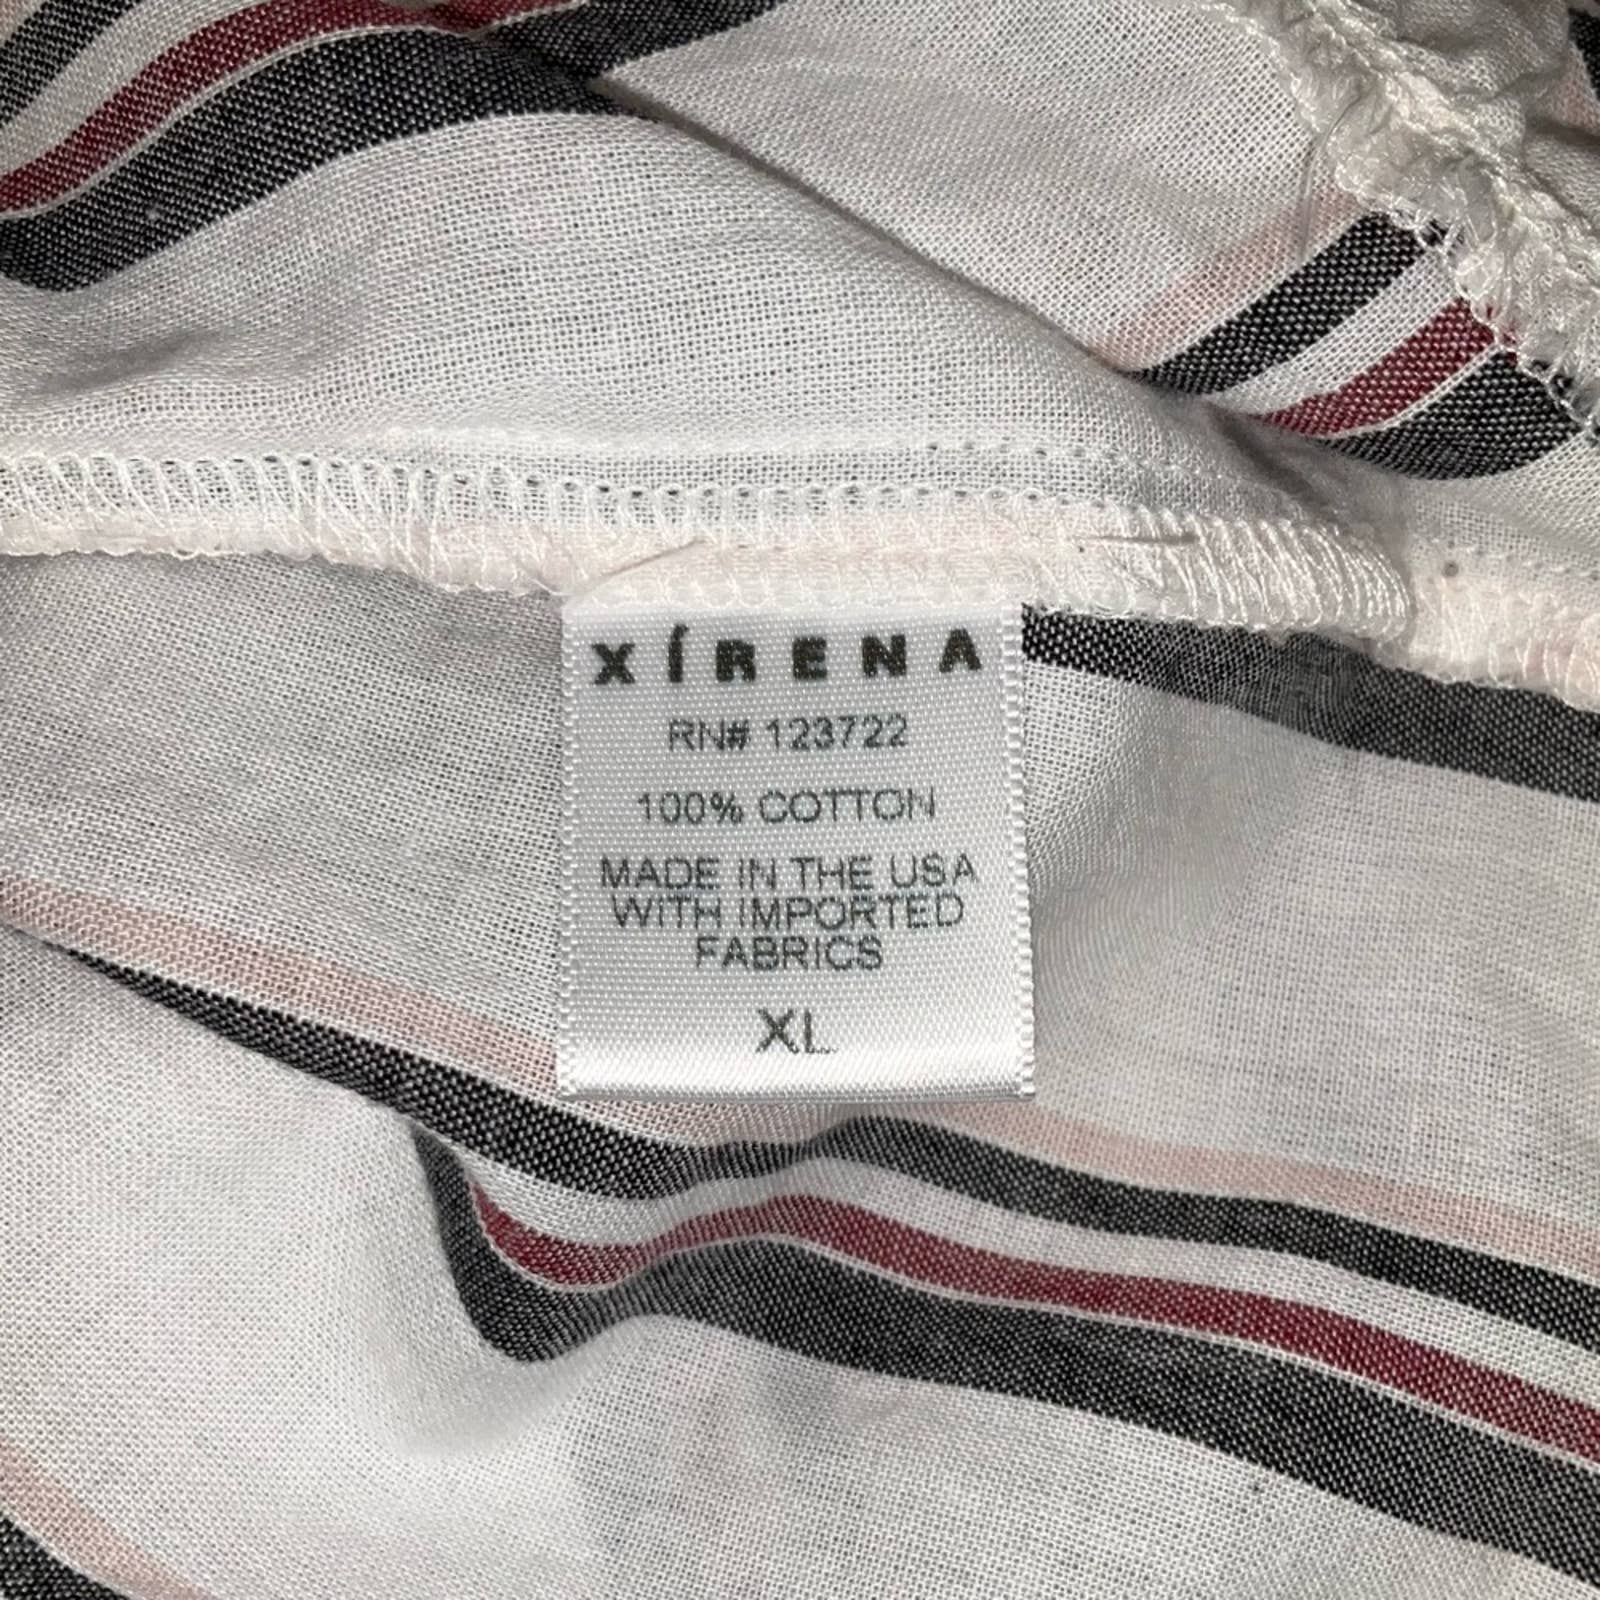 XÍRENA
RN# 123722
100% COTTON
MADE IN THE USA
WITH IMPORTED
FABRICS
XL